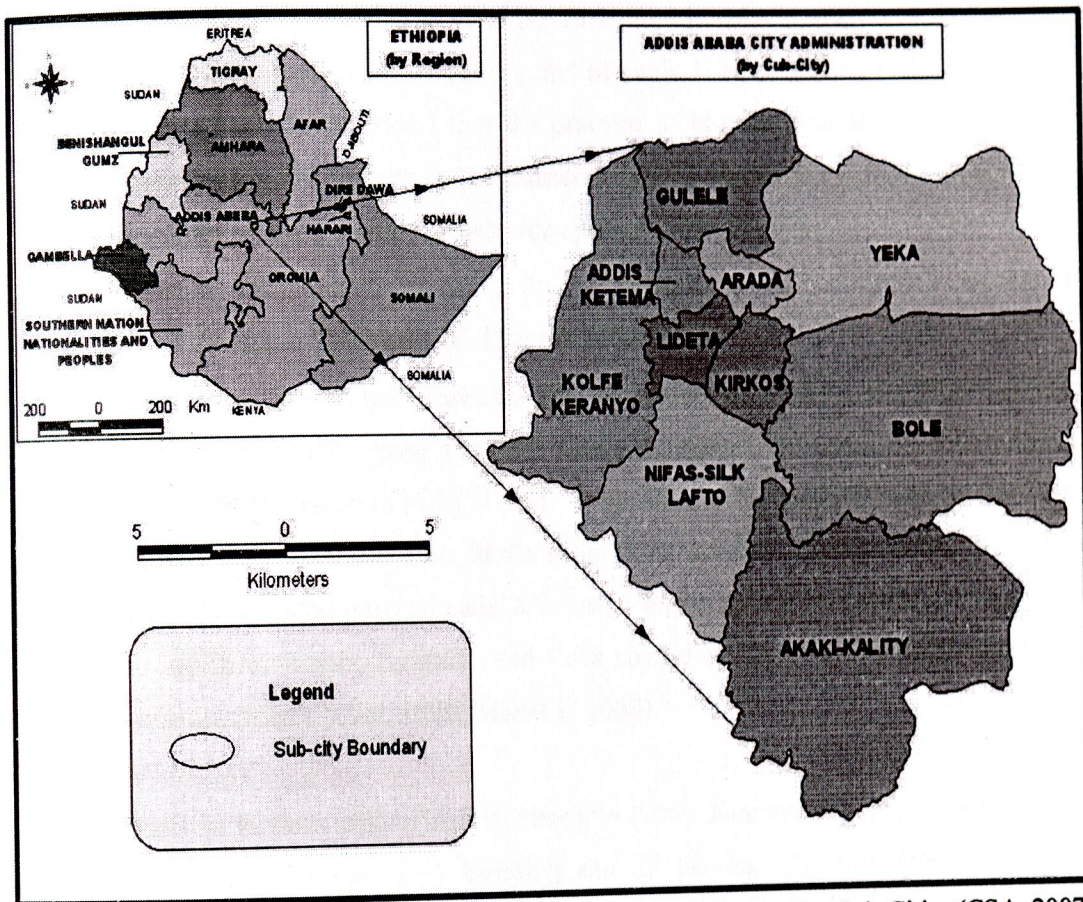 ETHIOPIA
(by Region)
ERITREA
TIGRAY
SUDAN
AFAR
DJIBOUTI
BENISHANGUL
GUMZ
AMHARA
SUDAN
DIRE DAWA
ADDIS ABEBA
HARARI
SOMALIA
GAMBELLA
OROMIA
SUDAN
SOMALI
SOUTHERN NATION
NATIONALITIES AND
PEOPLES
SOMALIA
KENYA
200 0 200 Km
ADDIS ABABA CITY ADMINISTRATION
(by Cub-City)
GULELE
YEKA
ADDIS
KETEMA
ARADA
LIDETA
KOLFE
KERANYO
KIRKOS
BOLE
NIFAS-SILK
LAFTO
AKAKI-KALITY
5 0 5
Kilometers
Legend
Sub-city Boundary
(CSA, 2007